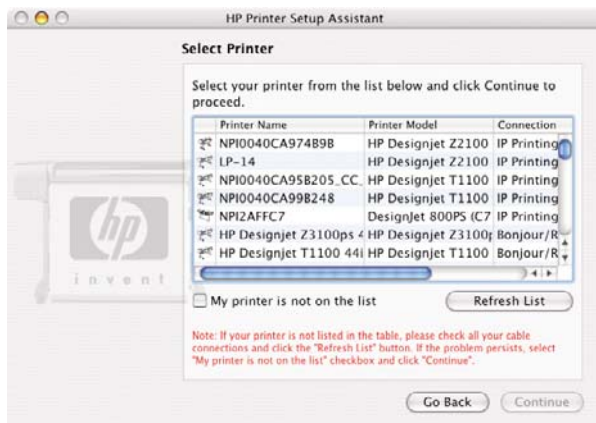 HP Printer Setup Assistant
Select Printer
Select your printer from the list below and click Continue to
proceed.
Printer Name Printer Model Connection
NPI0040CA974B9B HP Designjet Z2100 IP Printing
LP-14 HP Designjet Z2100 IP Printing
NPI0040CA95B205_CC_ HP Designjet T1100 IP Printing
NPI0040CA99B248 HP Designjet T1100 IP Printing
NPI2AFFC7 DesignJet 800PS (C7 IP Printing
HP Designjet Z3100ps 4 HP Designjet Z3100p Bonjour/R
HP Designjet T1100 44i HP Designjet T1100 Bonjour/R
hp
invent
My printer is not on the list
Refresh List
Note: If your printer is not listed in the table, please check all your cable
connections and click the "Refresh List" button. If the problem persists, select
"My printer is not on the list" checkbox and click "Continue".
Go Back
Continue